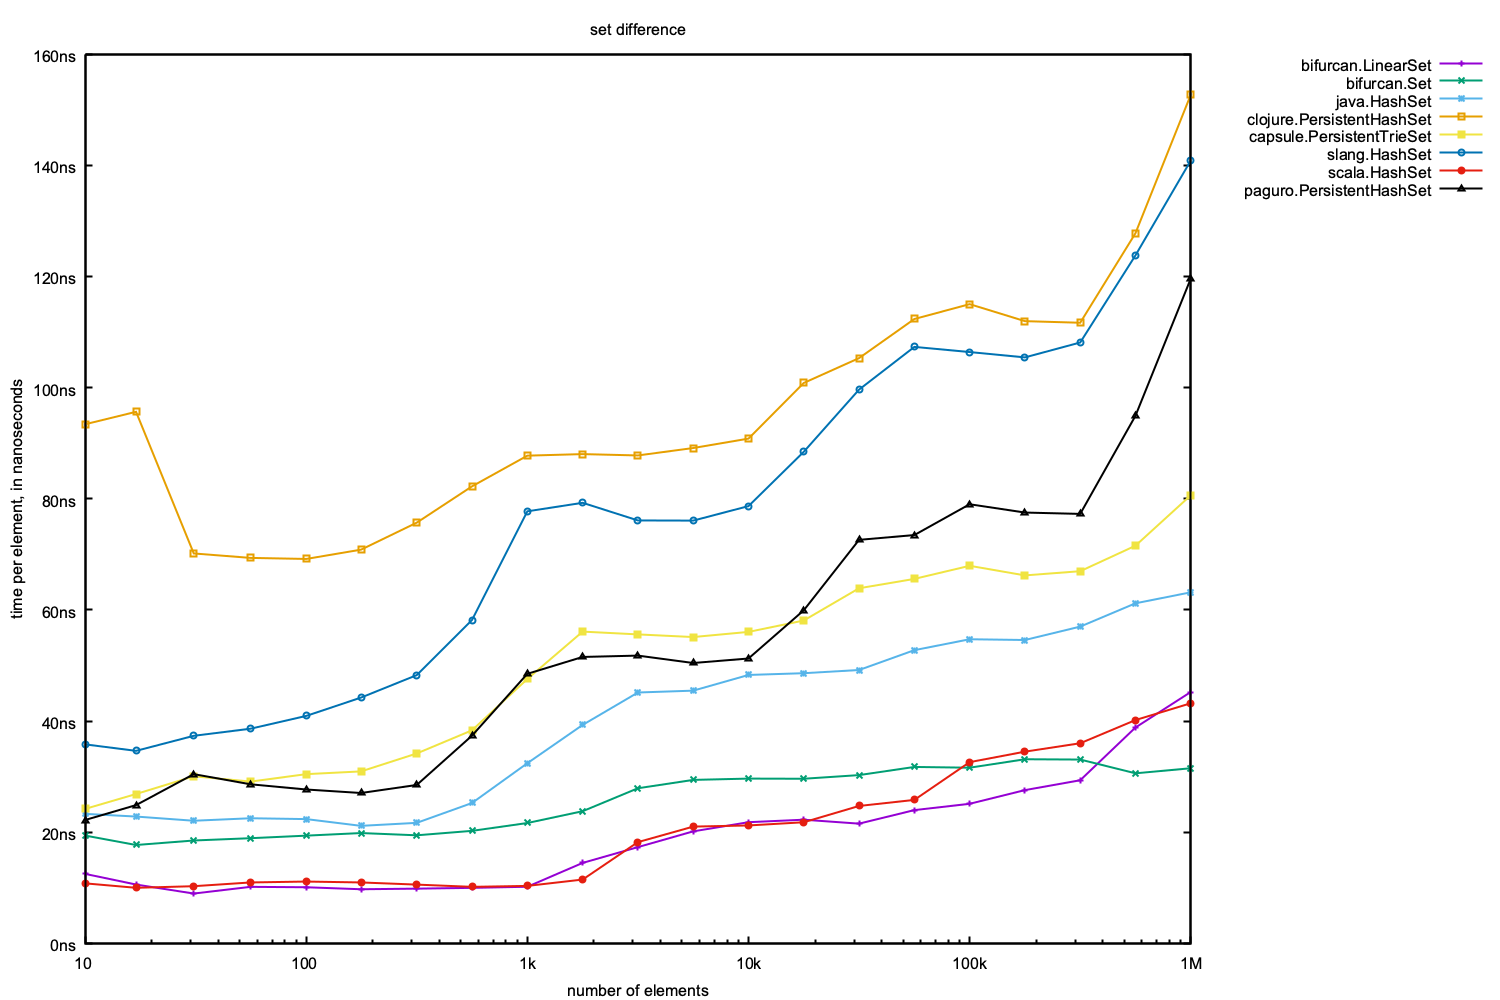 set difference
160ns
140ns
120ns
100ns
80ns
60ns
40ns
20ns
0ns
time per element, in nanoseconds
10
100
1k
10k
100k
1M
number of elements
bifurcan.LinearSet
bifurcan.Set
java.HashSet
clojure.PersistentHashSet
capsule.PersistentTrieSet
slang.HashSet
scala.HashSet
paguro.PersistentHashSet